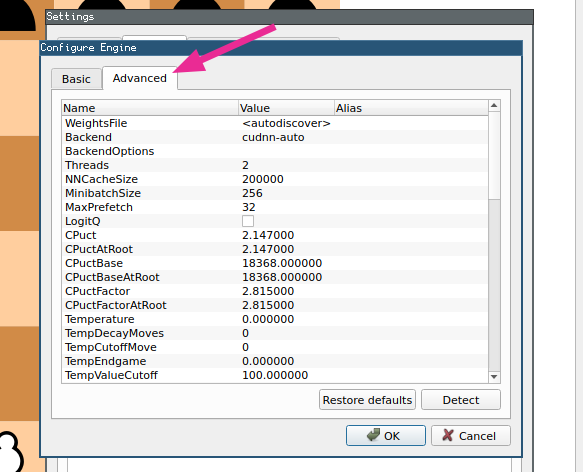 Settings
Configure Engine
Basic Advanced
Name Value Alias
WeightsFile <autodiscover>
Backend cudnn-auto
BackendOptions
Threads 2
NNCacheSize 200000
MinibatchSize 256
MaxPrefetch 32
LogitQ
CPuct 2.147000
CPuctAtRoot 2.147000
CPuctBase 18368.000000
CPuctBaseAtRoot 18368.000000
CPuctFactor 2.815000
CPuctFactorAtRoot 2.815000
Temperature 0.000000
TempDecayMoves 0
TempCutoffMove 0
TempEndgame 0.000000
TempValueCutoff 100.000000
Restore defaults Detect
OK Cancel